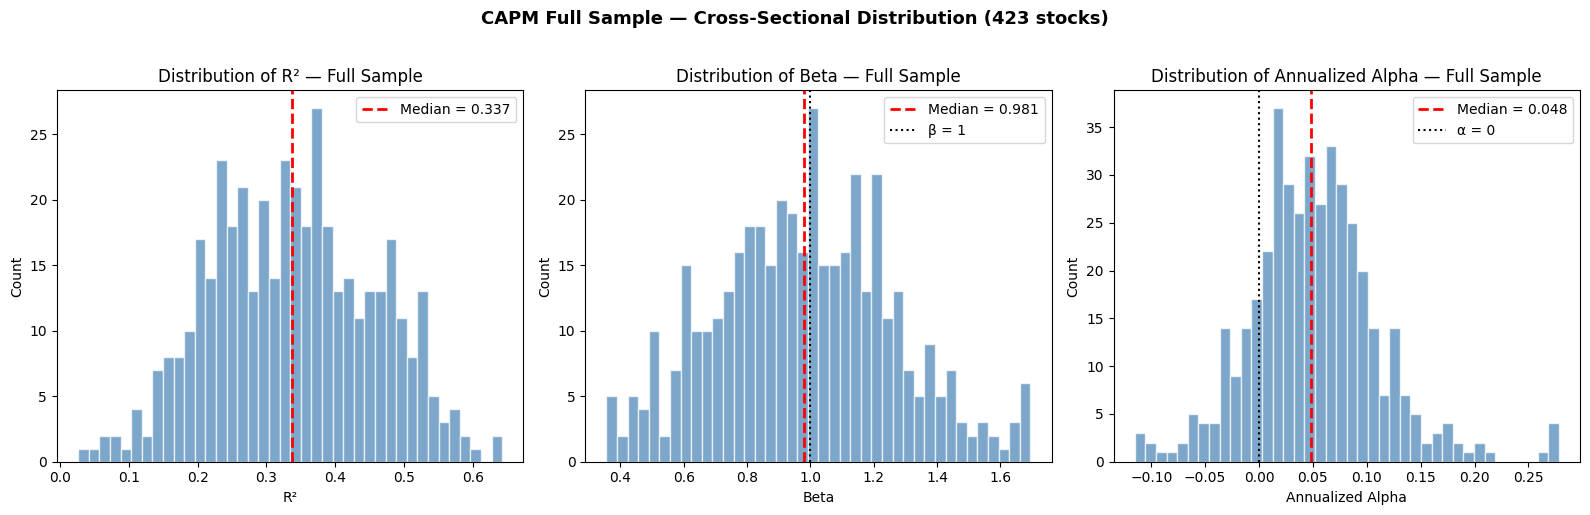 CAPM Full Sample — Cross-Sectional Distribution (423 stocks)
Distribution of R² — Full Sample
Median = 0.337
Count
0
5
10
15
20
25
0.0
0.1
0.2
0.3
0.4
0.5
0.6
R²
Distribution of Beta — Full Sample
Median = 0.981
β = 1
Count
0
5
10
15
20
25
0.4
0.6
0.8
1.0
1.2
1.4
1.6
Beta
Distribution of Annualized Alpha — Full Sample
Median = 0.048
α = 0
Count
0
5
10
15
20
25
30
35
−0.10
−0.05
0.00
0.05
0.10
0.15
0.20
0.25
Annualized Alpha